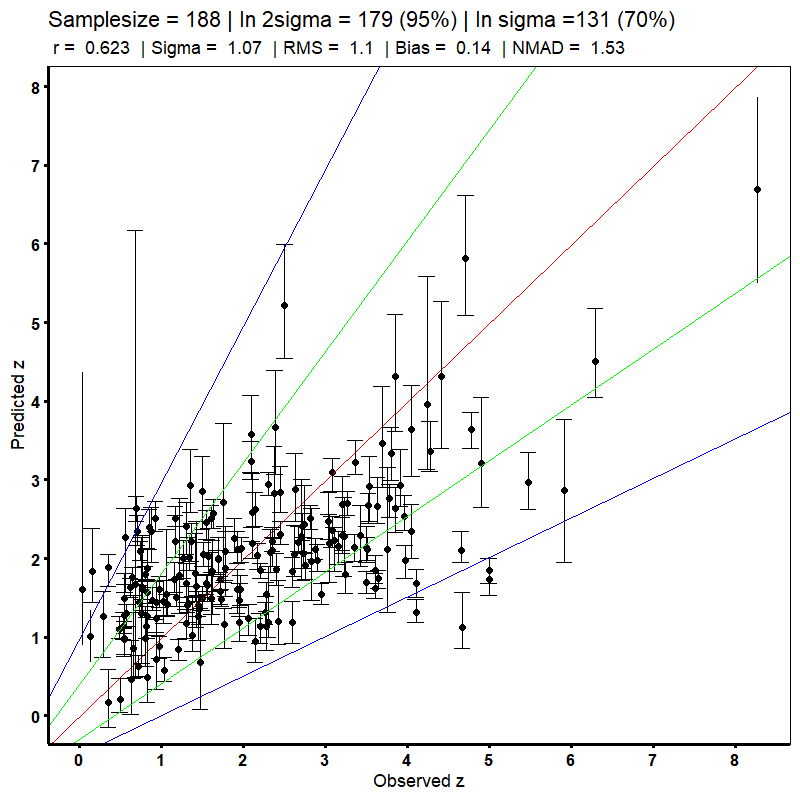 Samplesize = 188 | In 2sigma = 179 (95%) | In sigma =131 (70%)
r = 0.623 | Sigma = 1.07 | RMS = 1.1 | Bias = 0.14 | NMAD = 1.53
8
7
6
5
4
3
2
1
0
Predicted z
0 1 2 3 4 5 6 7 8
Observed z